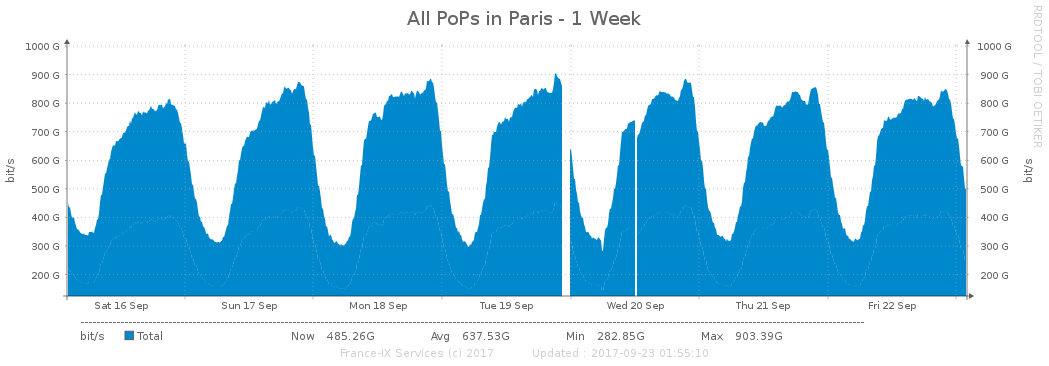 All PoPs in Paris - 1 Week
RRDTOOL / TOBI OETIKER
bit/s
1000 G 1000 G
900 G 900 G
800 G 800 G
700 G 700 G
600 G 600 G
500 G 500 G
400 G 400 G
300 G 300 G
200 G 200 G
bit/s
Sat 16 Sep Sun 17 Sep Mon 18 Sep Tue 19 Sep Wed 20 Sep Thu 21 Sep Fri 22 Sep
bit/s Total Now 485.26G Avg 637.53G Min 282.85G Max 903.39G
France-IX Services (c) 2017 Updated : 2017-09-23 01:55:10